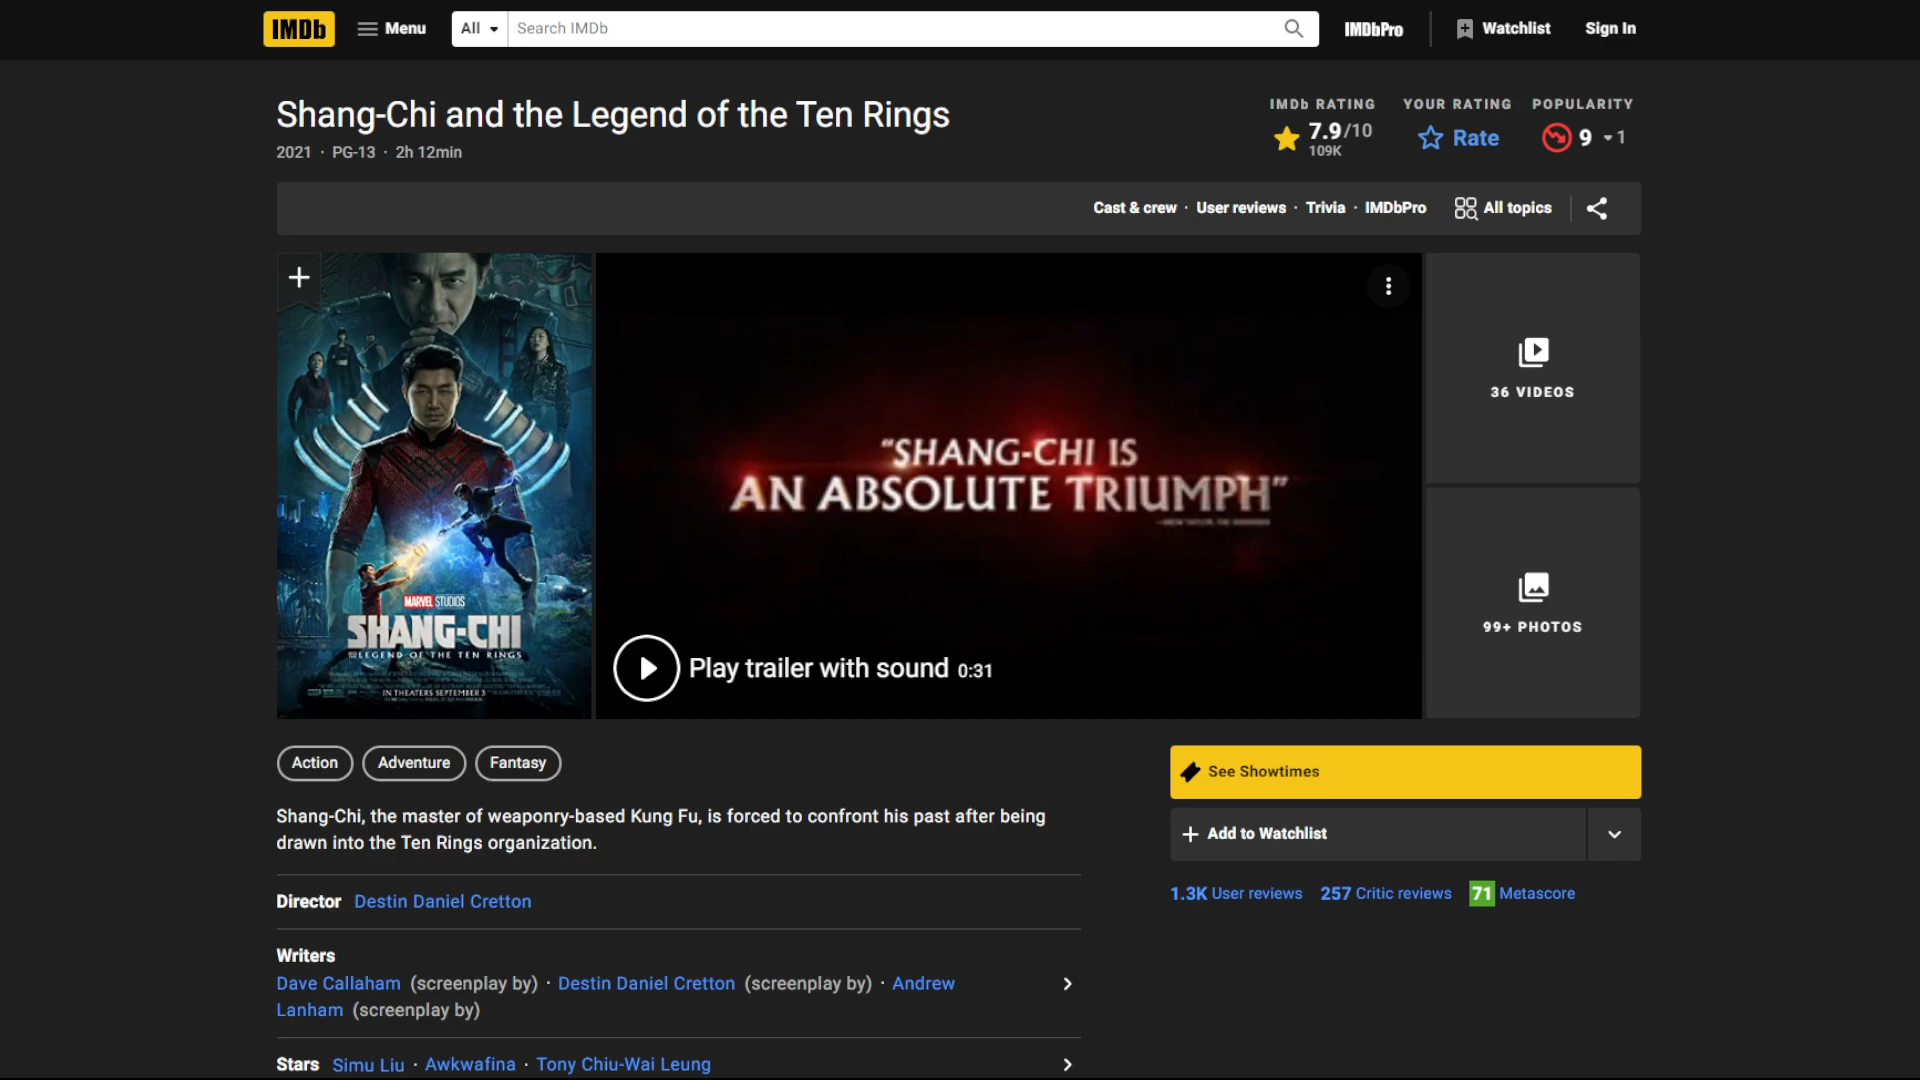 IMDb Menu All Search IMDb IMDbPro Watchlist Sign In
Shang-Chi and the Legend of the Ten Rings
2021 · PG-13 · 2h 12min
IMDb RATING YOUR RATING POPULARITY
7.9/10 Rate 9 1
109K
Cast & crew · User reviews · Trivia · IMDbPro All topics
MARVEL STUDIOS
SHANG-CHI
AND THE LEGEND OF THE TEN RINGS
IN THEATERS SEPTEMBER 3
“SHANG-CHI IS
AN ABSOLUTE TRIUMPH”
Play trailer with sound 0:31
36 VIDEOS
99+ PHOTOS
Action Adventure Fantasy
Shang-Chi, the master of weaponry-based Kung Fu, is forced to confront his past after being
drawn into the Ten Rings organization.
Director Destin Daniel Cretton
Writers
Dave Callaham (screenplay by) · Destin Daniel Cretton (screenplay by) · Andrew
Lanham (screenplay by)
Stars Simu Liu · Awkwafina · Tony Chiu-Wai Leung
See Showtimes
Add to Watchlist
1.3K User reviews 257 Critic reviews 71 Metascore